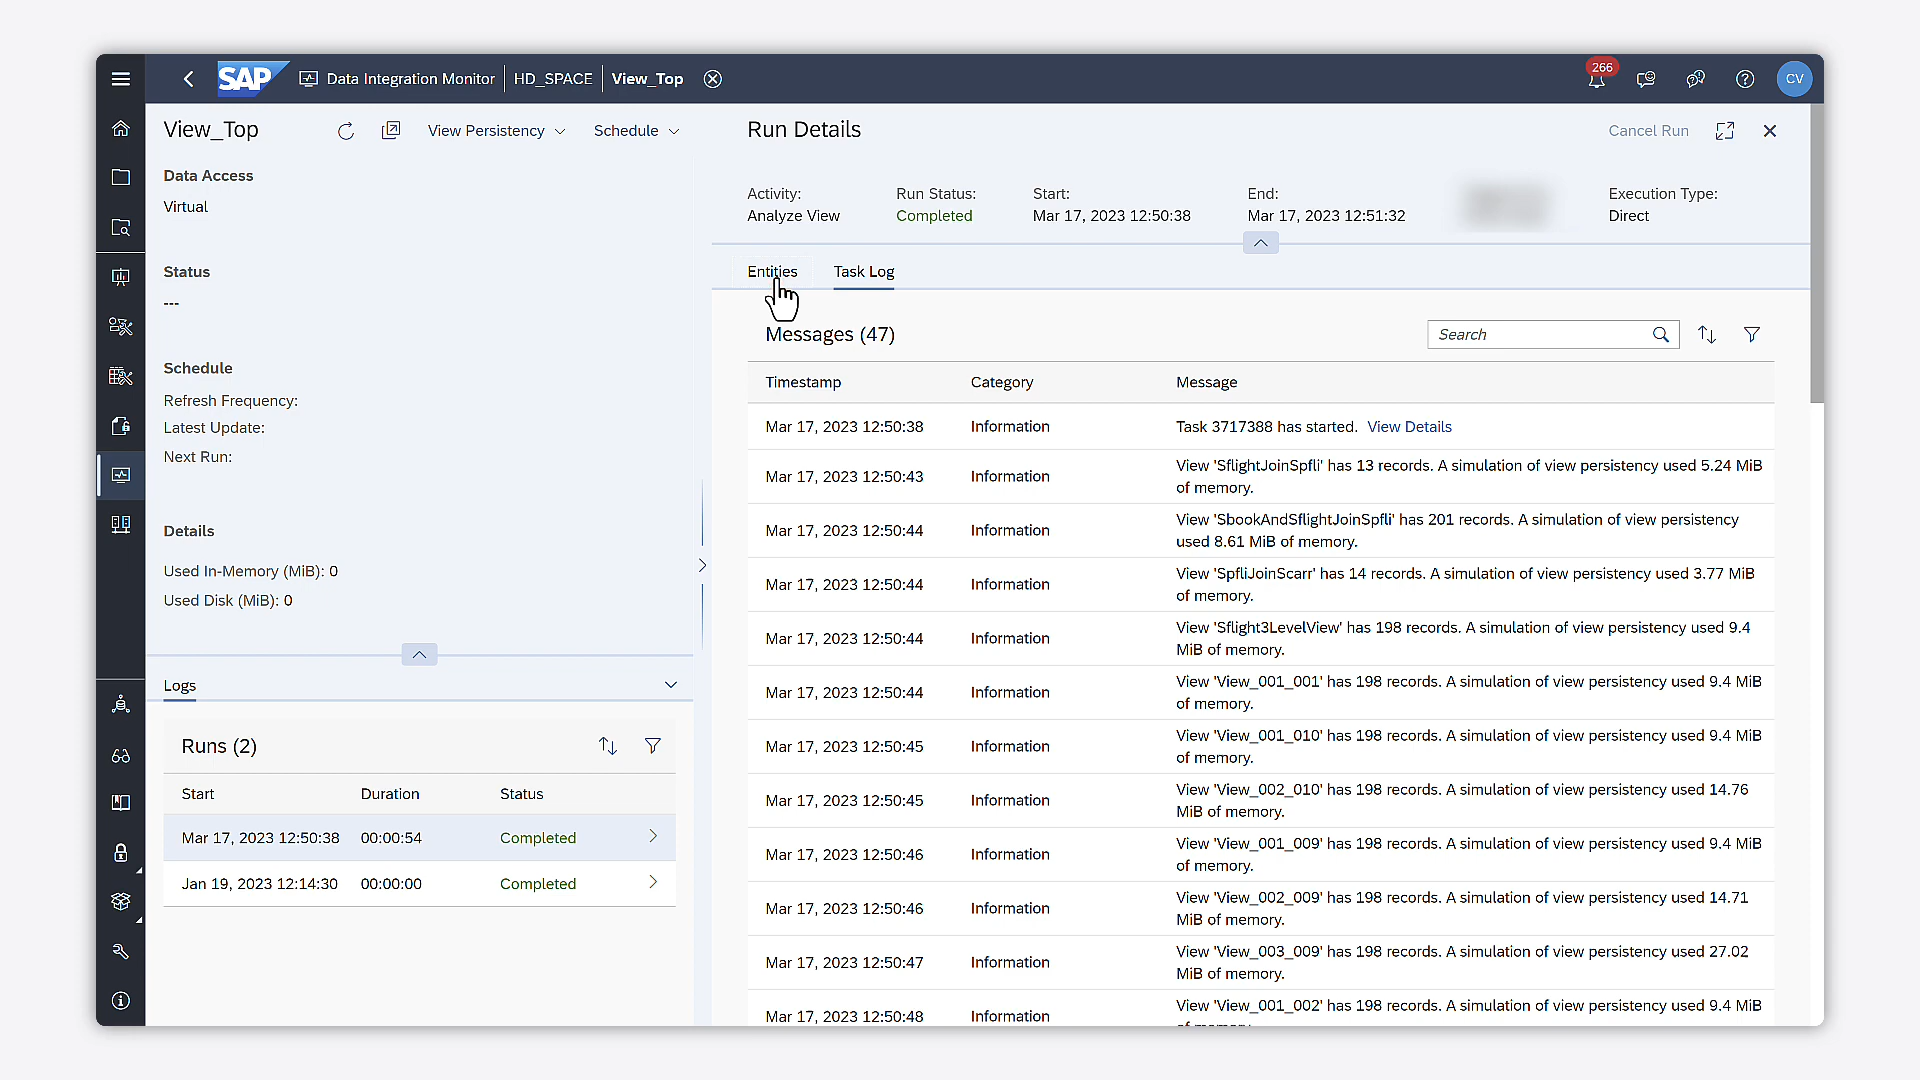 SAP Data Integration Monitor HD_SPACE View_Top 266 CV
View_Top View Persistency Schedule
Data Access
Virtual
Status
---
Schedule
Refresh Frequency:
Latest Update:
Next Run:
Details
Used In-Memory (MiB): 0
Used Disk (MiB): 0
Logs
Runs (2)
Start Duration Status
Mar 17, 2023 12:50:38 00:00:54 Completed
Jan 19, 2023 12:14:30 00:00:00 Completed
Run Details Cancel Run
Activity: Run Status: Start: End: Execution Type:
Analyze View Completed Mar 17, 2023 12:50:38 Mar 17, 2023 12:51:32 Direct
Entities Task Log
Messages (47) Search
Timestamp Category Message
Mar 17, 2023 12:50:38 Information Task 3717388 has started. View Details
Mar 17, 2023 12:50:43 Information View 'SflightJoinSpfli' has 13 records. A simulation of view persistency used 5.24 MiB
of memory.
Mar 17, 2023 12:50:44 Information View 'SbookAndSflightJoinSpfli' has 201 records. A simulation of view persistency
used 8.61 MiB of memory.
Mar 17, 2023 12:50:44 Information View 'SpfliJoinScarr' has 14 records. A simulation of view persistency used 3.77 MiB
of memory.
Mar 17, 2023 12:50:44 Information View 'Sflight3LevelView' has 198 records. A simulation of view persistency used 9.4
MiB of memory.
Mar 17, 2023 12:50:44 Information View 'View_001_001' has 198 records. A simulation of view persistency used 9.4 MiB
of memory.
Mar 17, 2023 12:50:45 Information View 'View_001_010' has 198 records. A simulation of view persistency used 9.4 MiB
of memory.
Mar 17, 2023 12:50:45 Information View 'View_002_010' has 198 records. A simulation of view persistency used 14.76
MiB of memory.
Mar 17, 2023 12:50:46 Information View 'View_001_009' has 198 records. A simulation of view persistency used 9.4 MiB
of memory.
Mar 17, 2023 12:50:46 Information View 'View_002_009' has 198 records. A simulation of view persistency used 14.71
MiB of memory.
Mar 17, 2023 12:50:47 Information View 'View_003_009' has 198 records. A simulation of view persistency used 27.02
MiB of memory.
Mar 17, 2023 12:50:48 Information View 'View_001_002' has 198 records. A simulation of view persistency used 9.4 MiB